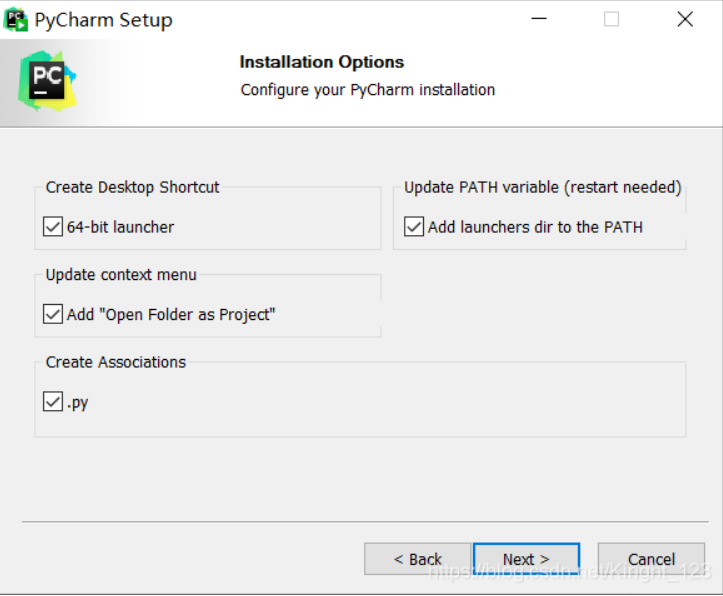 PyCharm Setup
PC
Installation Options
Configure your PyCharm installation
Create Desktop Shortcut
64-bit launcher
Update PATH variable (restart needed)
Add launchers dir to the PATH
Update context menu
Add "Open Folder as Project"
Create Associations
.py
< Back
Next >
Cancel
https://blog.csdn.net/Kinght_123